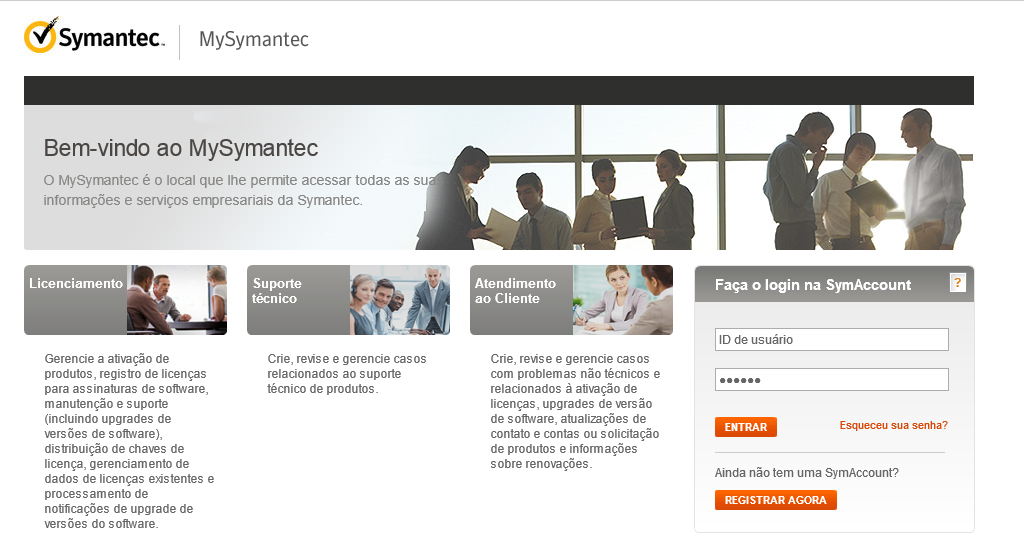 Symantec™
MySymantec
Bem-vindo ao MySymantec
O MySymantec é o local que lhe permite acessar todas as sua
informações e serviços empresariais da Symantec.
Licenciamento
Gerencie a ativação de
produtos, registro de licenças
para assinaturas de software,
manutenção e suporte
(incluindo upgrades de
versões de software),
distribuição de chaves de
licença, gerenciamento de
dados de licenças existentes e
processamento de
notificações de upgrade de
versões do software.
Suporte
técnico
Crie, revise e gerencie casos
relacionados ao suporte
técnico de produtos.
Atendimento
ao Cliente
Crie, revise e gerencie casos
com problemas não técnicos e
relacionados à ativação de
licenças, upgrades de versão
de software, atualizações de
contato e contas ou solicitação
de produtos e informações
sobre renovações.
Faça o login na SymAccount ?
ID de usuário
••••••
ENTRAR Esqueceu sua senha?
Ainda não tem uma SymAccount?
REGISTRAR AGORA